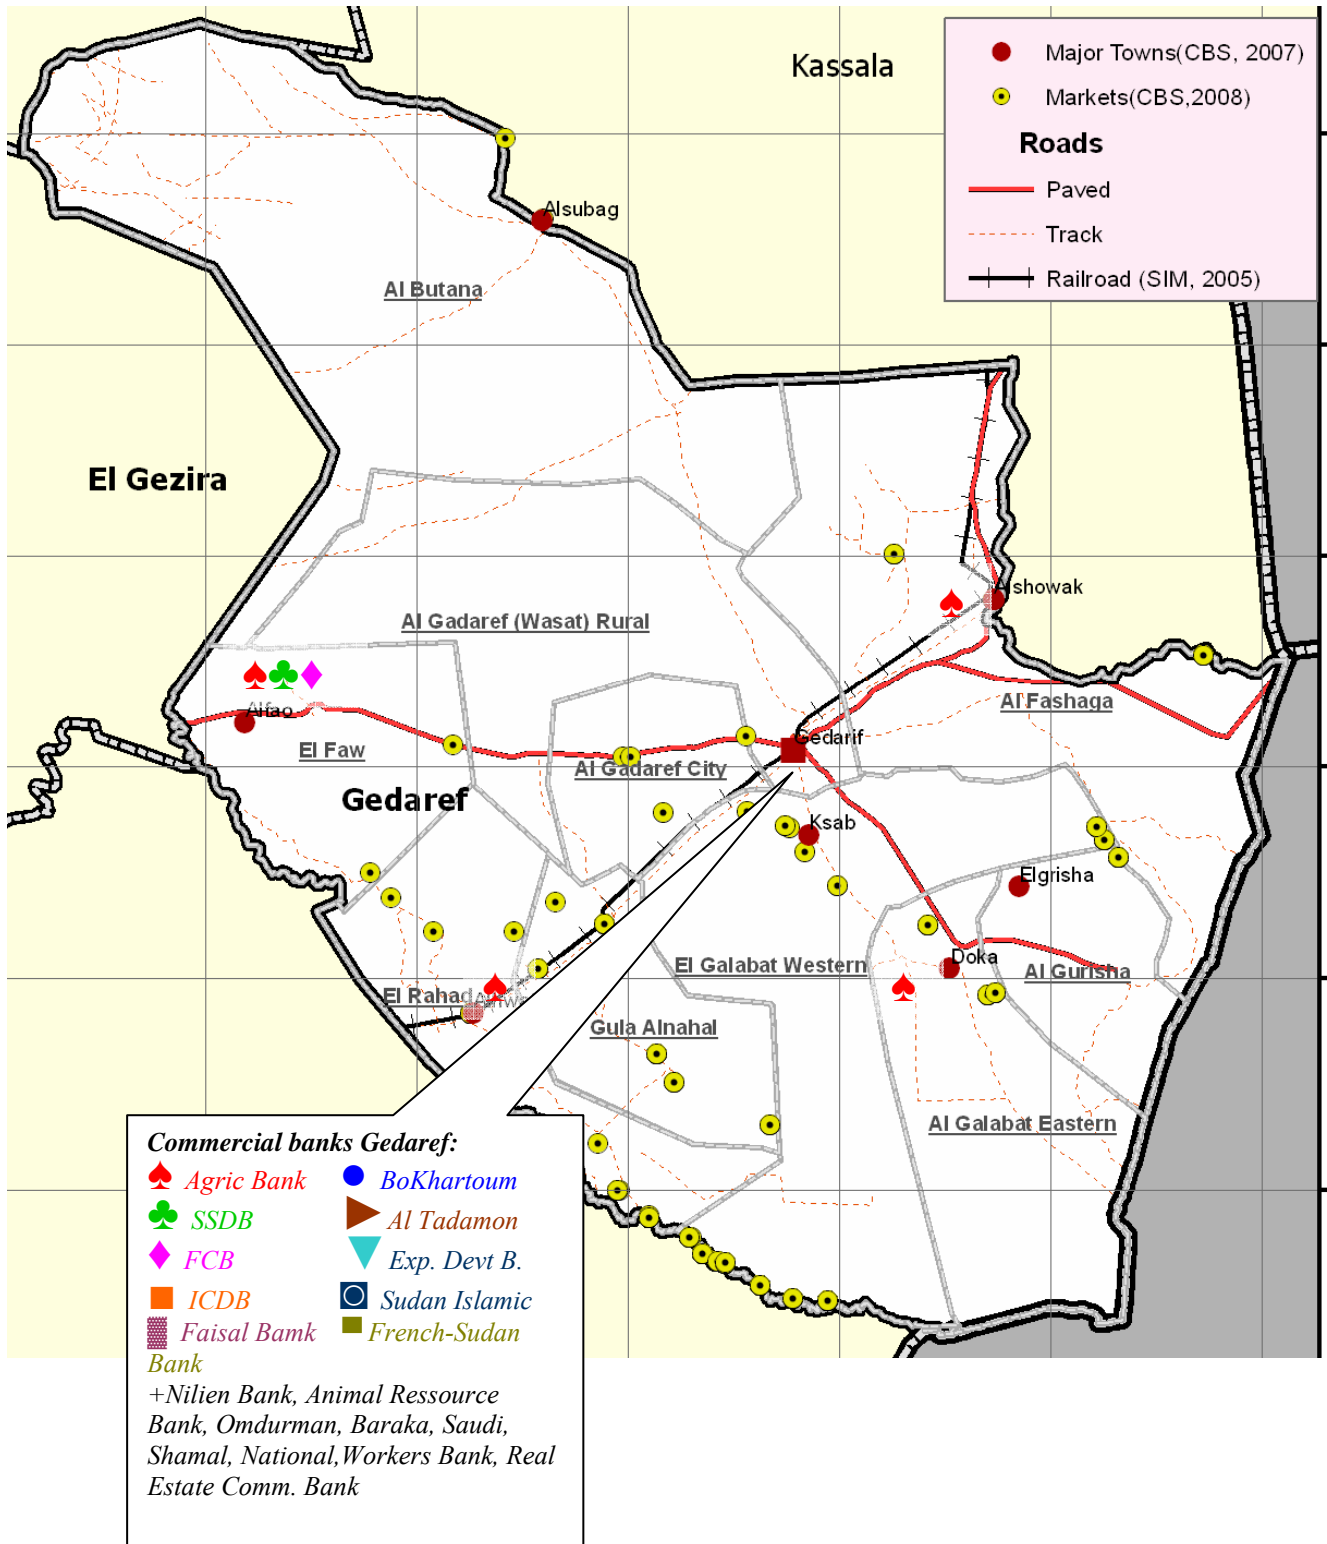 Kassala
Major Towns(CBS, 2007)
Markets(CBS,2008)
Roads
Paved
Track
Railroad (SIM, 2005)
Alsubag
Al Butana
El Gezira
Alshowak
Al Gadaref (Wasat) Rural
Al Fashaga
Alfao
El Faw
Gedarif
Al Gadaref City
Gedaref
Ksab
Elgrisha
Doka
El Galabat Western
Al Gurisha
El Rahad
Gula Alnahal
Al Galabat Eastern
Commercial banks Gedaref:
Agric Bank
BoKhartoum
SSDB
Al Tadamon
FCB
Exp. Devt B.
ICDB
Sudan Islamic
Faisal Bamk
French-Sudan
Bank
+Nilien Bank, Animal Ressource
Bank, Omdurman, Baraka, Saudi,
Shamal, National,Workers Bank, Real
Estate Comm. Bank